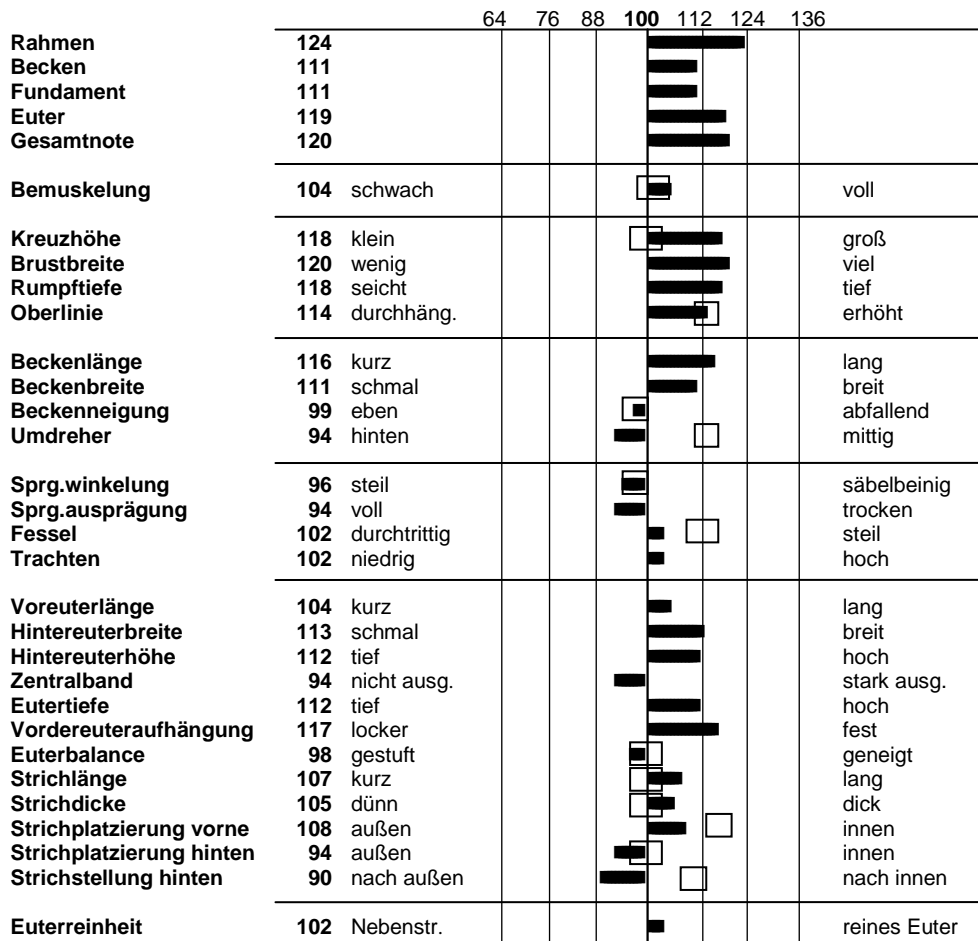 64 76 88 100 112 124 136
Rahmen 124
Becken 111
Fundament 111
Euter 119
Gesamtnote 120
Bemuskelung 104 schwach voll
Kreuzhöhe 118 klein groß
Brustbreite 120 wenig viel
Rumpftiefe 118 seicht tief
Oberlinie 114 durchhäng. erhöht
Beckenlänge 116 kurz lang
Beckenbreite 111 schmal breit
Beckenneigung 99 eben abfallend
Umdreher 94 hinten mittig
Sprg.winkelung 96 steil säbelbeinig
Sprg.ausprägung 94 voll trocken
Fessel 102 durchtrittig steil
Trachten 102 niedrig hoch
Voreuterlänge 104 kurz lang
Hintereuterbreite 113 schmal breit
Hintereuterhöhe 112 tief hoch
Zentralband 94 nicht ausg. stark ausg.
Eutertiefe 112 tief hoch
Vordereuteraufhängung 117 locker fest
Euterbalance 98 gestuft geneigt
Strichlänge 107 kurz lang
Strichdicke 105 dünn dick
Strichplatzierung vorne 108 außen innen
Strichplatzierung hinten 94 außen innen
Strichstellung hinten 90 nach außen nach innen
Euterreinheit 102 Nebenstr. reines Euter